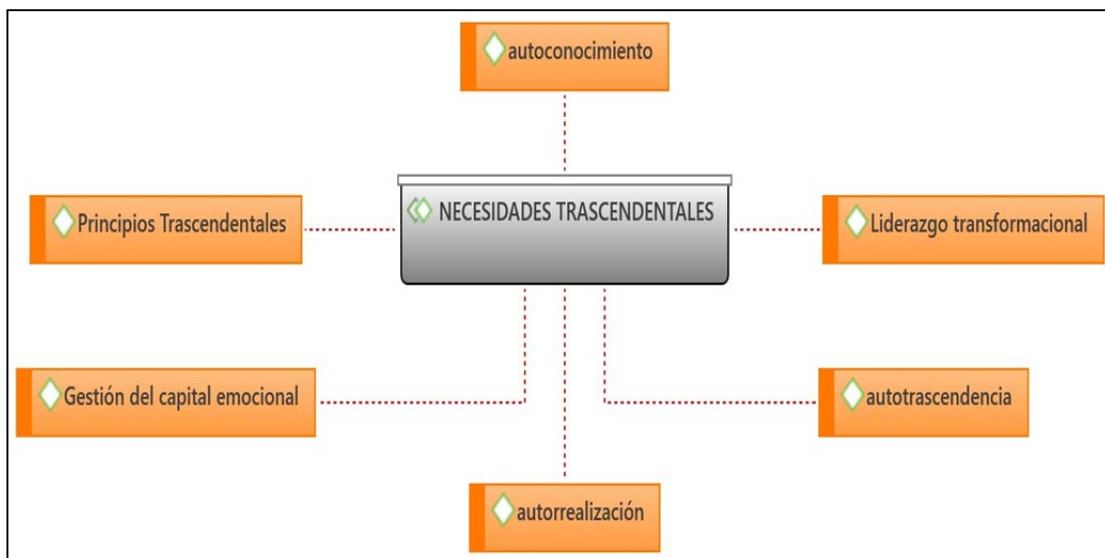 autoconocimiento
NECESIDADES TRASCENDENTALES
Principios Trascendentales
Liderazgo transformacional
Gestión del capital emocional
autotrascendencia
autorrealización